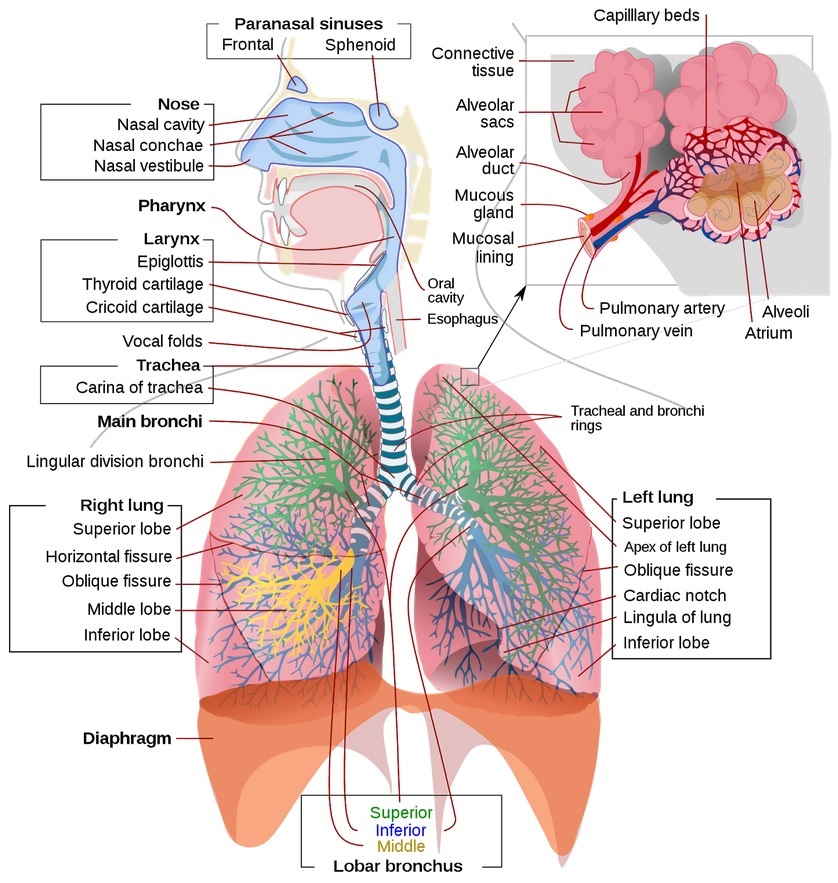 Paranasal sinuses
Frontal
Sphenoid
Nose
Nasal cavity
Nasal conchae
Nasal vestibule
Pharynx
Larynx
Epiglottis
Thyroid cartilage
Cricoid cartilage
Vocal folds
Trachea
Carina of trachea
Main bronchi
Lingular division bronchi
Right lung
Superior lobe
Horizontal fissure
Oblique fissure
Middle lobe
Inferior lobe
Diaphragm
Oral
cavity
Esophagus
Capilllary beds
Connective
tissue
Alveolar
sacs
Alveolar
duct
Mucous
gland
Mucosal
lining
Pulmonary artery
Pulmonary vein
Alveoli
Atrium
Tracheal and bronchi
rings
Left lung
Superior lobe
Apex of left lung
Oblique fissure
Cardiac notch
Lingula of lung
Inferior lobe
Superior
Inferior
Middle
Lobar bronchus